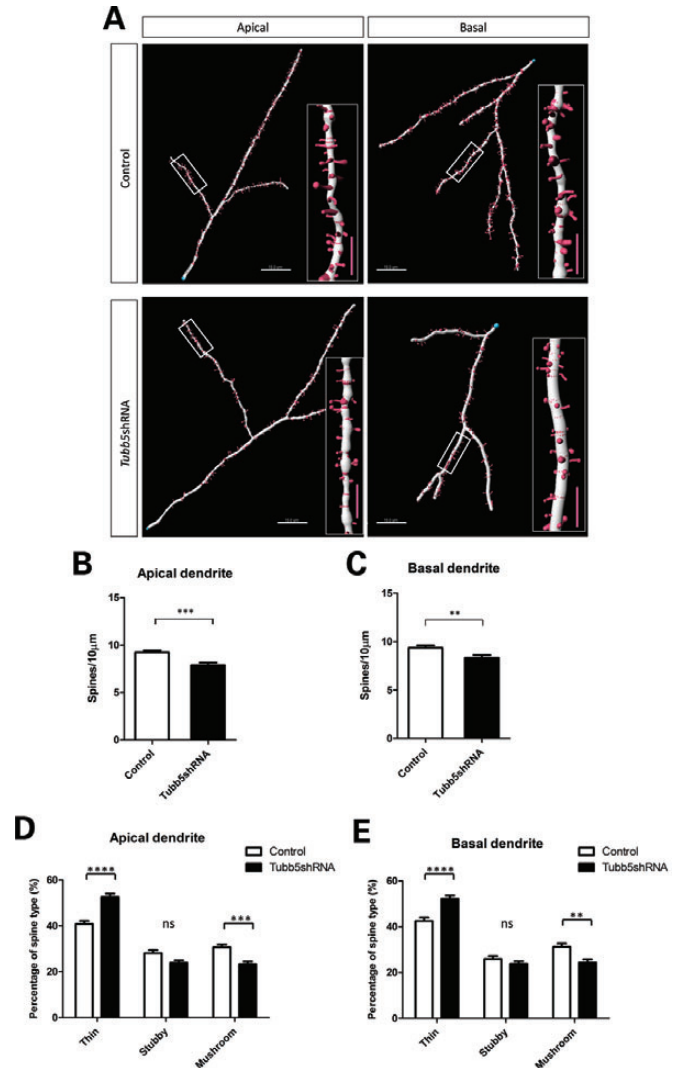 A
Apical
Basal
Control
Tubb5shRNA
B
Apical dendrite
Spines/10μm
15
10
5
0
***
Control
Tubb5shRNA
C
Basal dendrite
Spines/10μm
15
10
5
0
**
Control
Tubb5shRNA
D
Apical dendrite
Control
Tubb5shRNA
Percentage of spine type (%)
60
40
20
0
****
ns
***
Thin
Stubby
Mushroom
E
Basal dendrite
Control
Tubb5shRNA
Percentage of spine type (%)
60
40
20
0
****
ns
**
Thin
Stubby
Mushroom